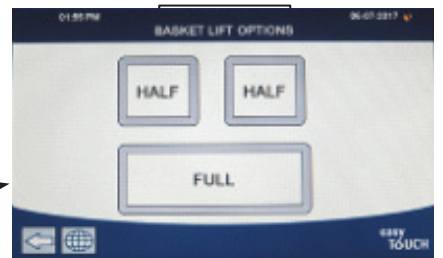 01:55 PM
06-07-2017
BASKET LIFT OPTIONS
HALF HALF
FULL
easy
TOUCH